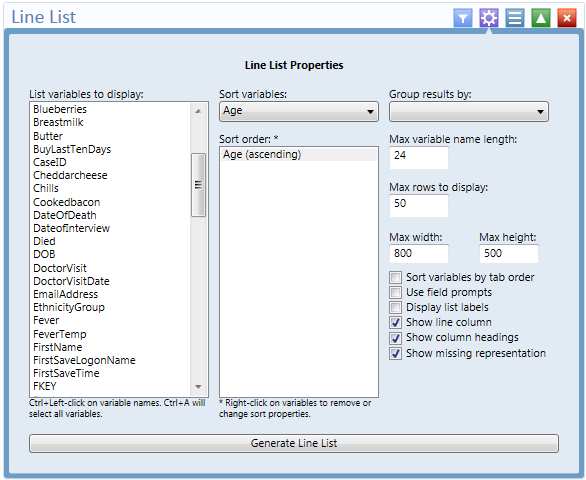 Line List
Line List Properties
List variables to display:
Blueberries
Breastmilk
Butter
BuyLastTenDays
CaseID
Cheddarcheese
Chills
Cookedbacon
DateOfDeath
DateofInterview
Died
DOB
DoctorVisit
DoctorVisitDate
EmailAddress
EthnicityGroup
Fever
FeverTemp
FirstName
FirstSaveLogonName
FirstSaveTime
FKEY
Ctrl+Left-click on variable names. Ctrl+A will
select all variables.
Sort variables:
Age
Sort order: *
Age (ascending)
* Right-click on variables to remove or
change sort properties.
Group results by:
Max variable name length:
24
Max rows to display:
50
Max width: Max height:
800 500
Sort variables by tab order
Use field prompts
Display list labels
Show line column
Show column headings
Show missing representation
Generate Line List